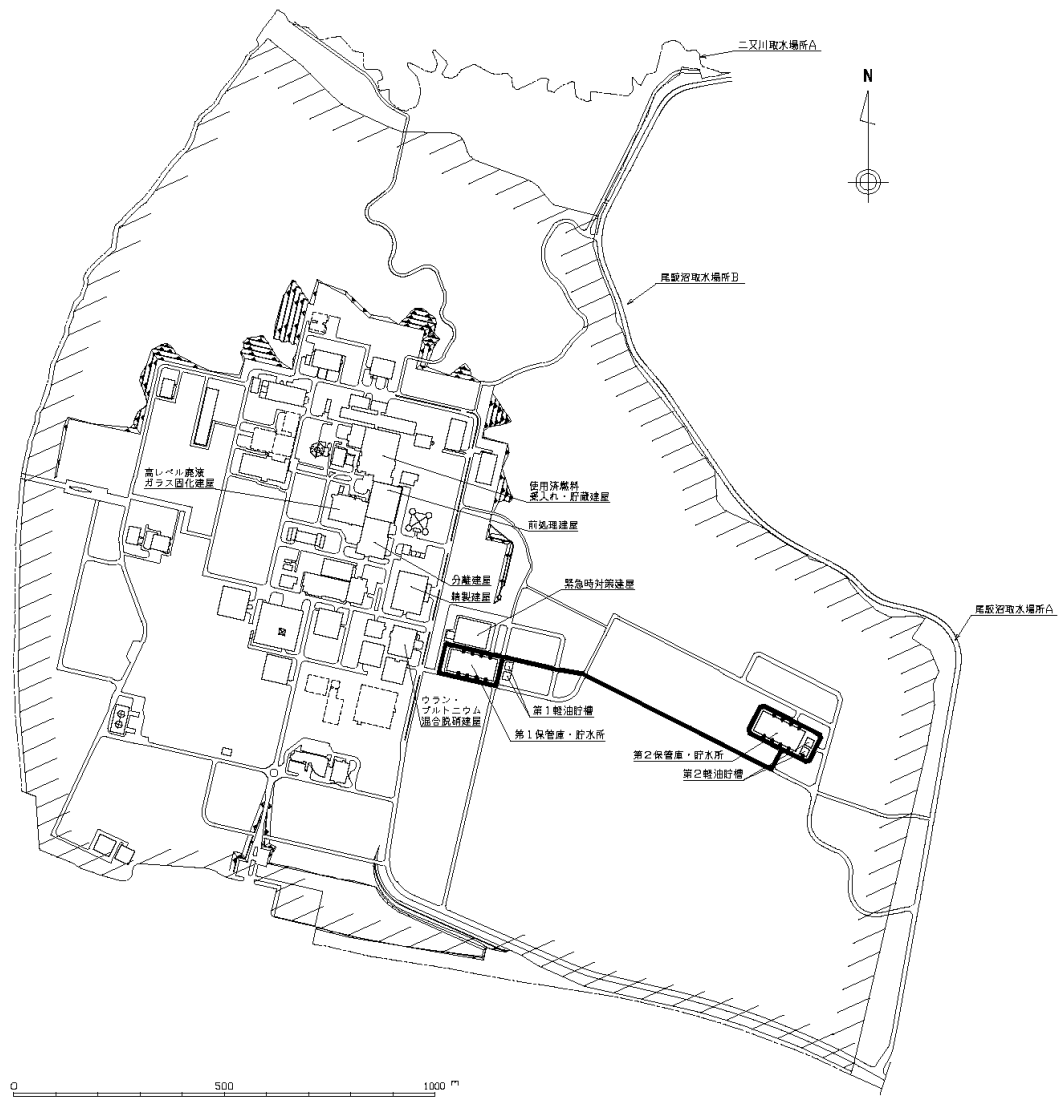 二又川取水場所A
N
尾駮沼取水場所B
高レベル廃液
ガラス固化建屋
使用済燃料
受入れ・貯蔵建屋
前処理建屋
分離建屋
精製建屋
緊急時対策建屋
尾駮沼取水場所A
ウラン・
プルトニウム
混合脱硝建屋
第1軽油貯槽
第1保管庫・貯水所
第2保管庫・貯水所
第2軽油貯槽
0 500 1000 m